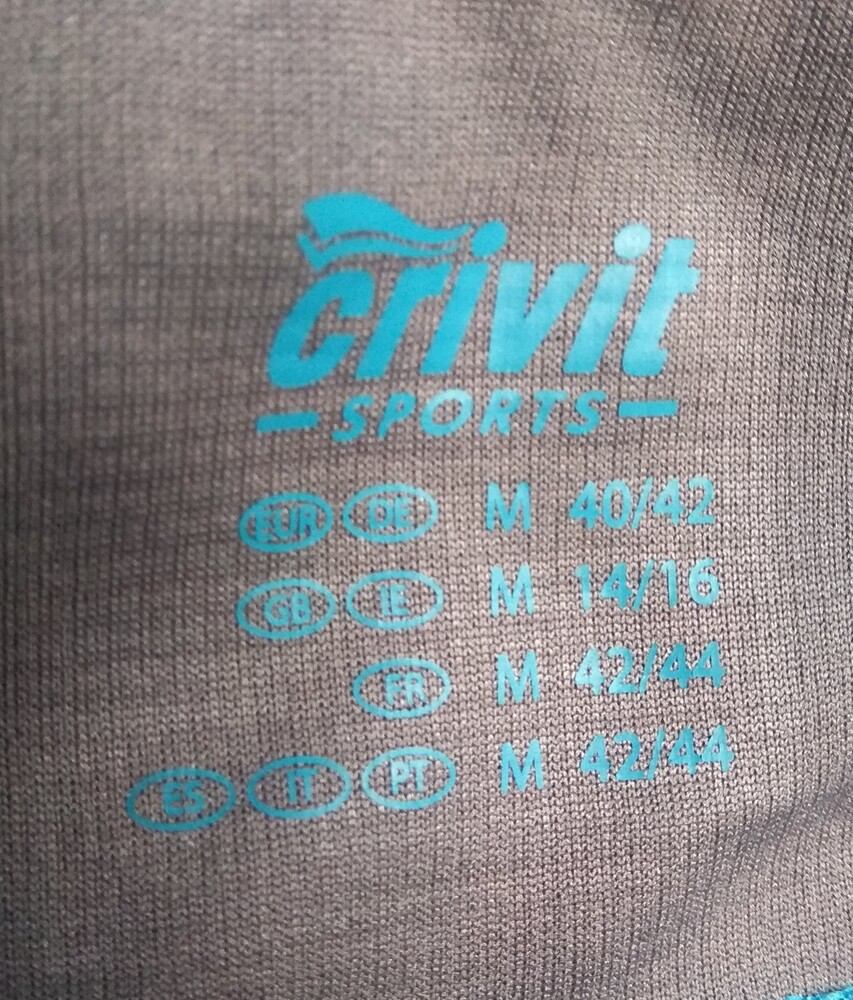 crivit
SPORTS
EUR DE M 40/42
GB IE M 14/16
FR M 42/44
ES IT PT M 42/44